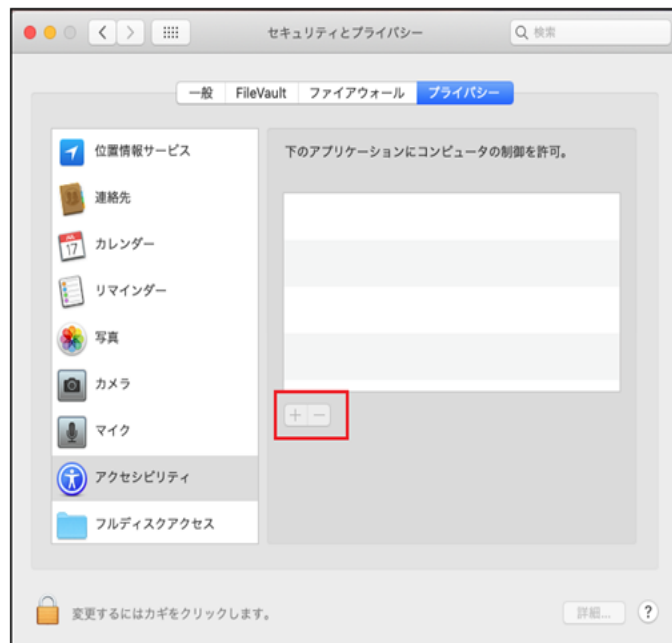 セキュリティとプライバシー
検索
一般 FileVault ファイアウォール プライバシー
位置情報サービス
連絡先
カレンダー
リマインダー
写真
カメラ
マイク
アクセシビリティ
フルディスクアクセス
下のアプリケーションにコンピュータの制御を許可。
変更するにはカギをクリックします。
詳細...
?
JUL
17